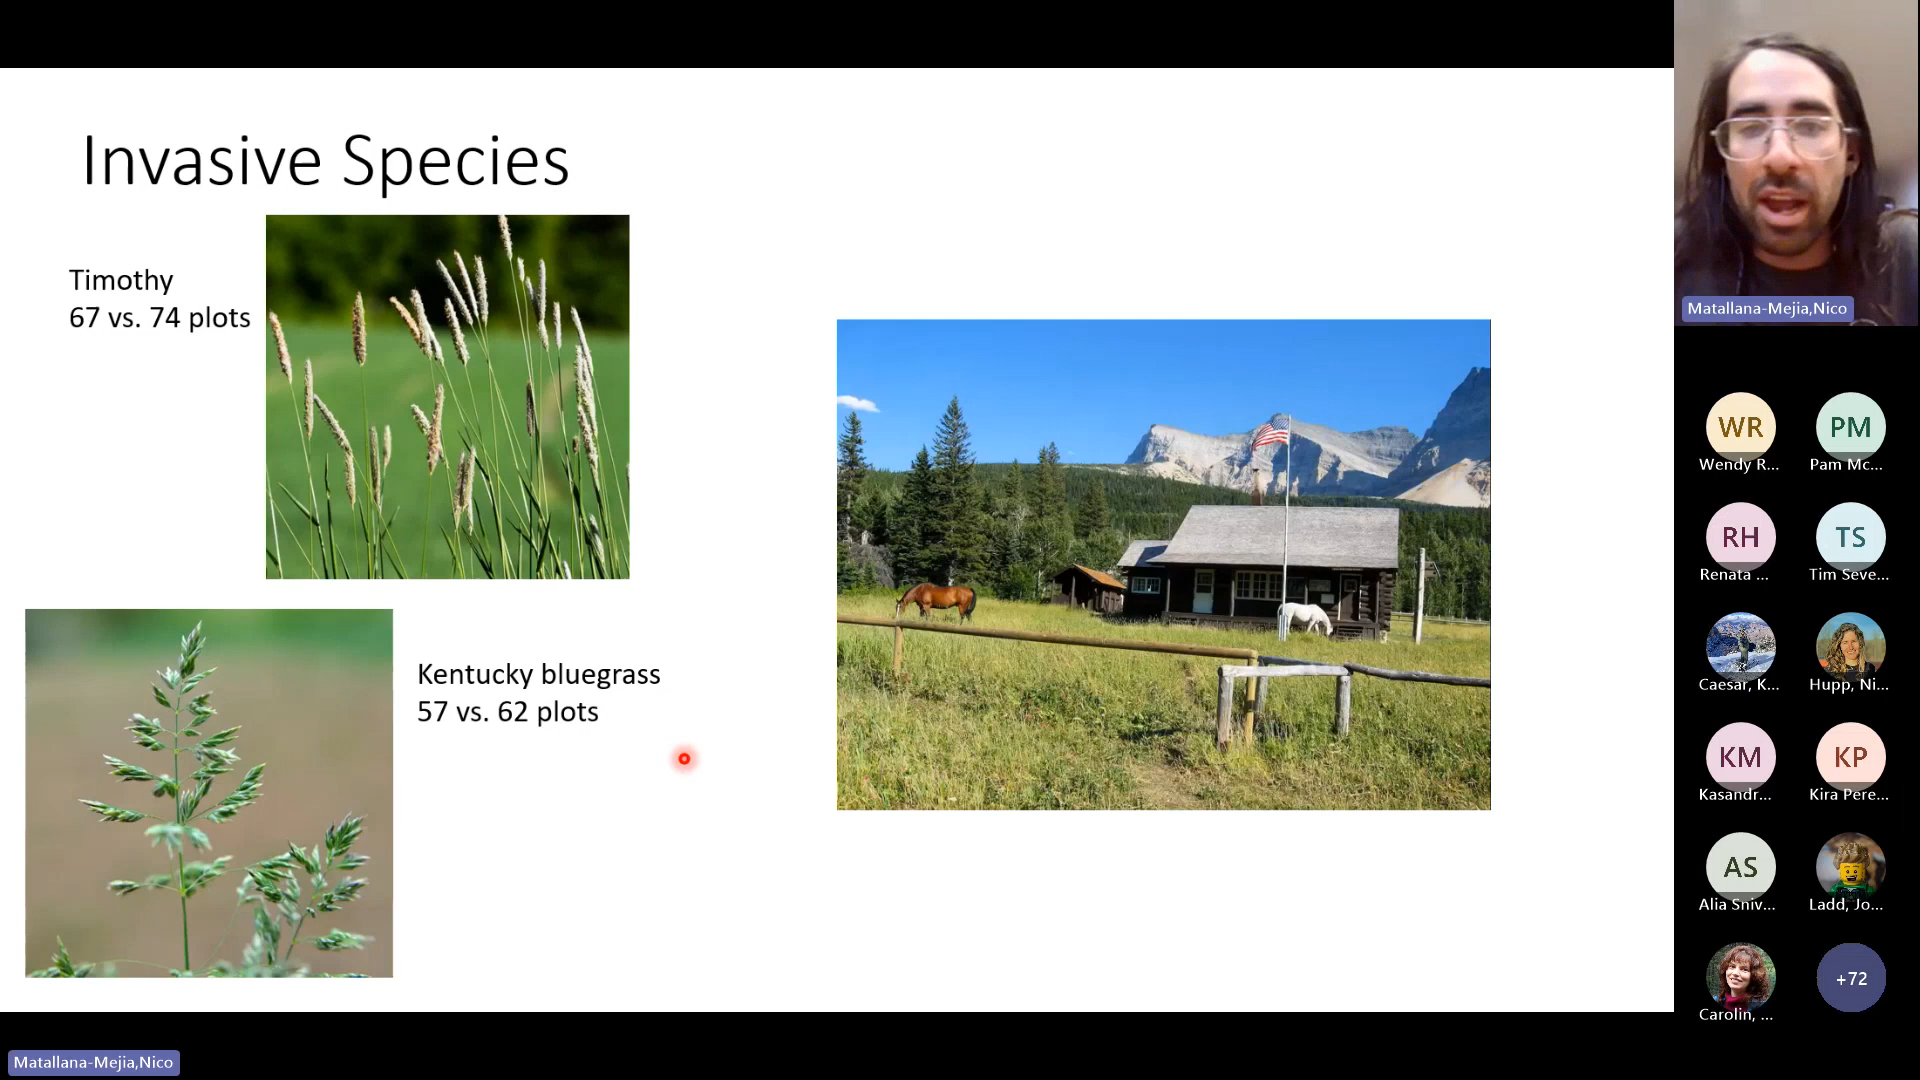 Invasive Species
Timothy
67 vs. 74 plots
Kentucky bluegrass
57 vs. 62 plots
Matallana-Mejia,Nico
WR
Wendy R...
PM
Pam Mc...
RH
Renata ...
TS
Tim Seve...
Caesar, K...
Hupp, Ni...
KM
Kasandr...
KP
Kira Pere...
AS
Alia Sniv...
Ladd, Jo...
Carolin, ...
+72
Matallana-Mejia,Nico